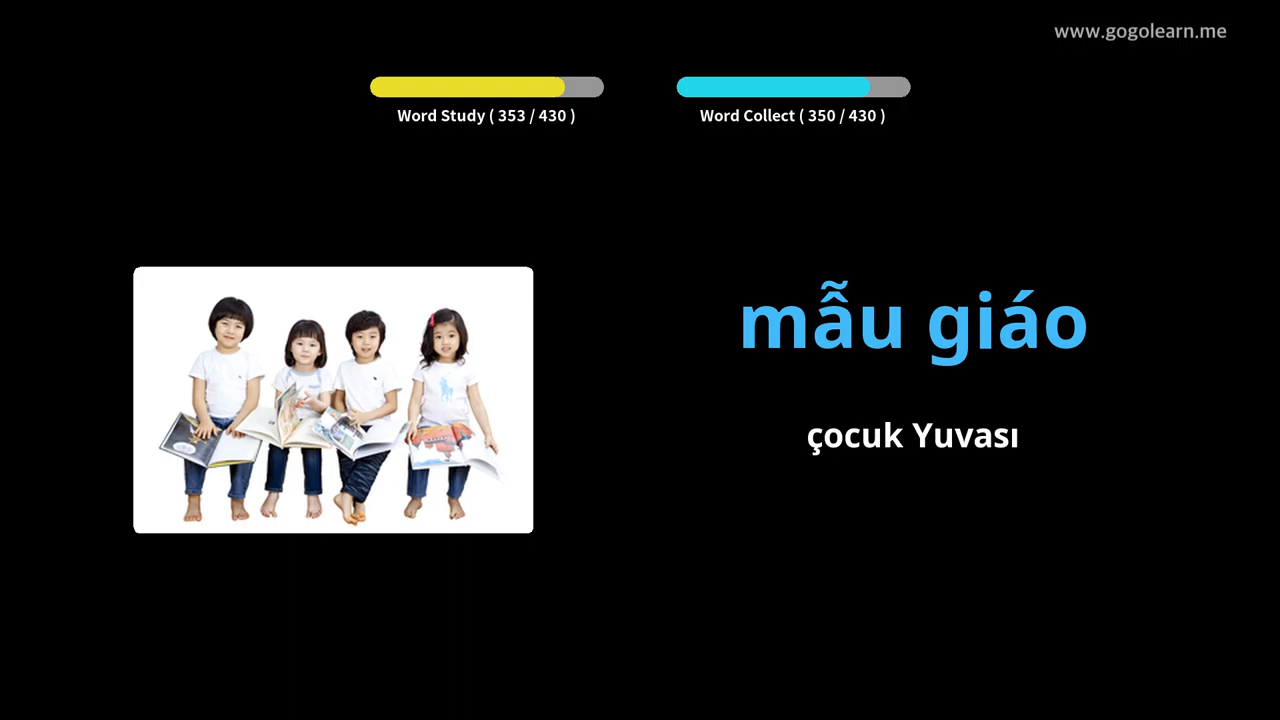 www.gogolearn.me
Word Study ( 353 / 430 )
Word Collect ( 350 / 430 )
mẫu giáo
çocuk Yuvası